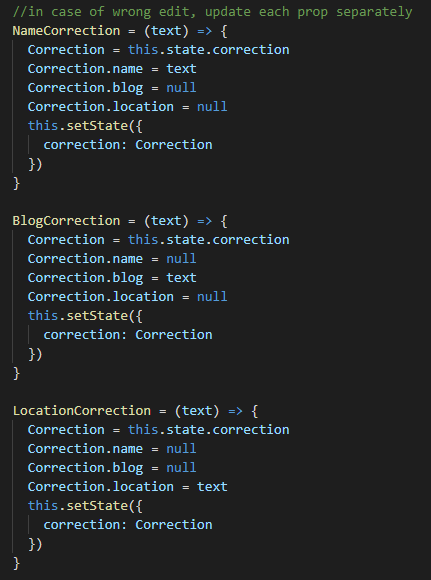 //in case of wrong edit, update each prop separately
NameCorrection = (text) => {
Correction = this.state.correction
Correction.name = text
Correction.blog = null
Correction.location = null
this.setState({
correction: Correction
})
}
BlogCorrection = (text) => {
Correction = this.state.correction
Correction.name = null
Correction.blog = text
Correction.location = null
this.setState({
correction: Correction
})
}
LocationCorrection = (text) => {
Correction = this.state.correction
Correction.name = null
Correction.blog = null
Correction.location = text
this.setState({
correction: Correction
})
}